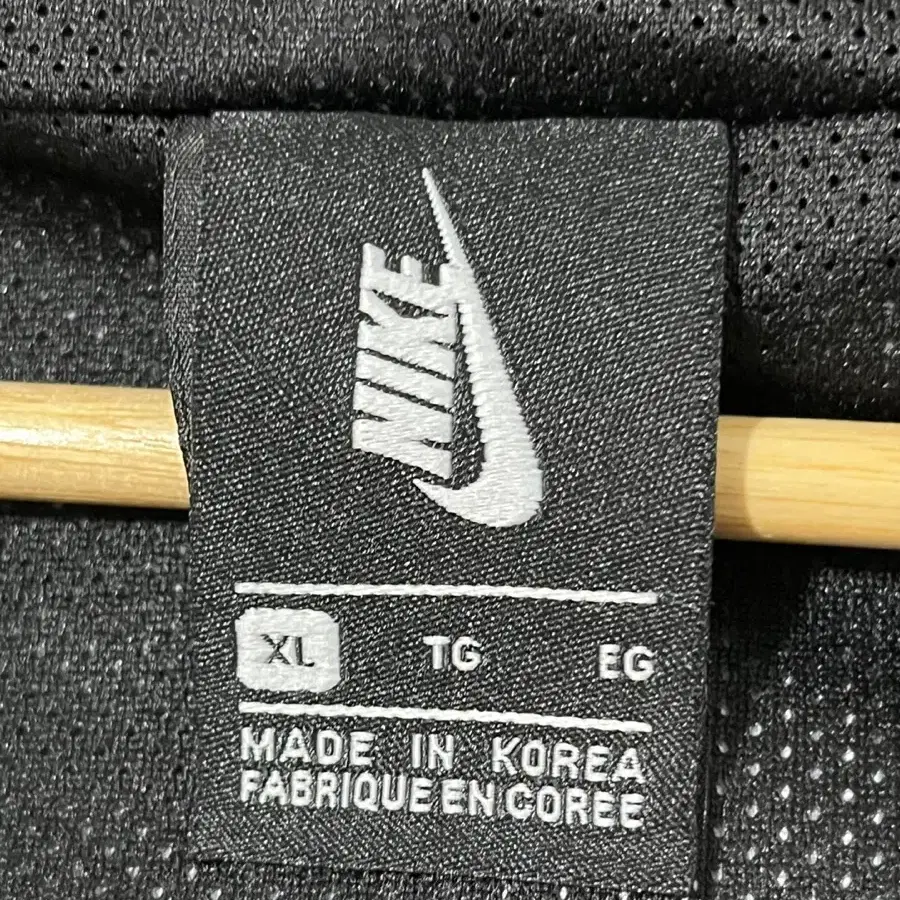 NIKE
XL TG EG
MADE IN KOREA
FABRIQUE EN COREE